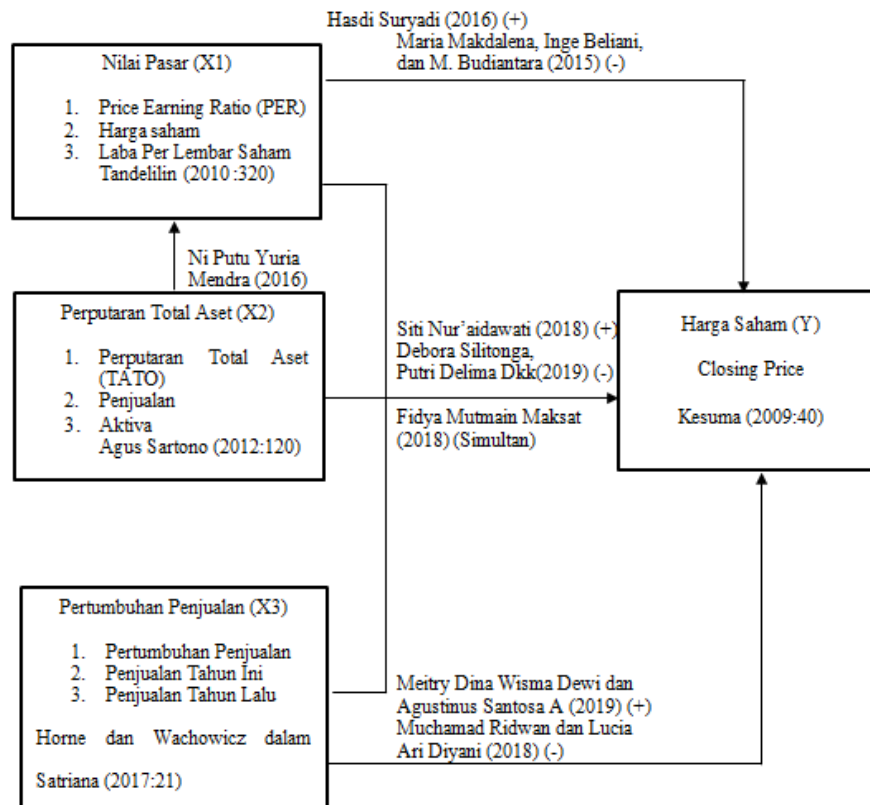 Hasdi Suryadi (2016) (+)
Maria Makdalena, Inge Beliani,
dan M. Budiantara (2015) (-)
Nilai Pasar (X1)
1. Price Earning Ratio (PER)
2. Harga saham
3. Laba Per Lembar Saham
Tandelilin (2010 :320)
Ni Putu Yuria
Mendra (2016)
Perputaran Total Aset (X2)
1. Perputaran Total Aset
(TATO)
2. Penjualan
3. Aktiva
Agus Sartono (2012:120)
Siti Nur’aidawati (2018) (+)
Debora Silitonga,
Putri Delima Dkk(2019) (-)
Fidya Mutmain Maksat
(2018) (Simultan)
Harga Saham (Y)
Closing Price
Kesuma (2009:40)
Pertumbuhan Penjualan (X3)
1. Pertumbuhan Penjualan
2. Penjualan Tahun Ini
3. Penjualan Tahun Lalu
Horne dan Wachowicz dalam
Satriana (2017:21)
Meitry Dina Wisma Dewi dan
Agustinus Santosa A (2019) (+)
Muchamad Ridwan dan Lucia
Ari Diyani (2018) (-)